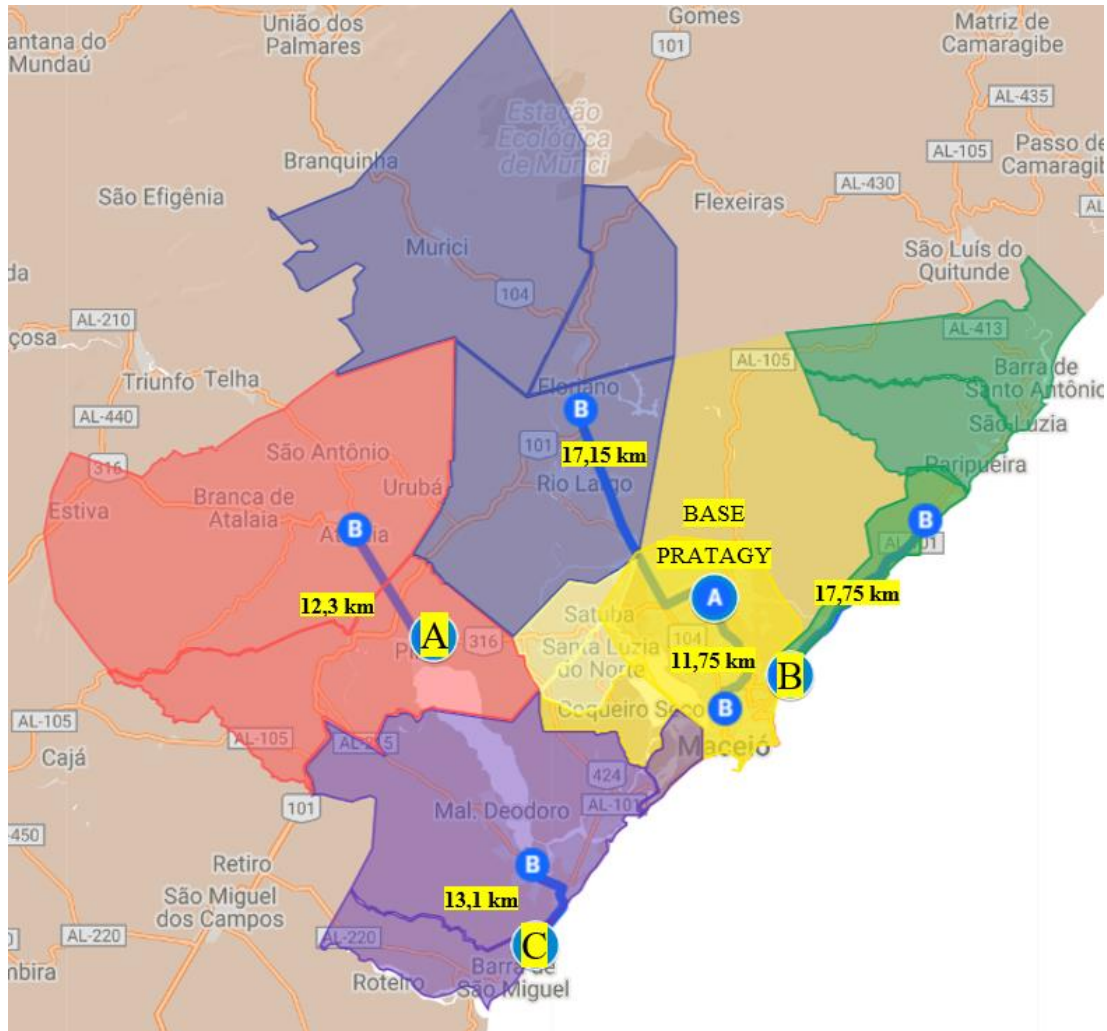 União dos
Palmares
Gomes
101
Matriz de
Camaragibe
antana do
Mundaú
AL-435
Estação
Ecológica
de Murici
Branquinha
AL-105
Passo de
Camaragib
AL-430
São Efigênia
Flexeiras
AL
Murici
São Luís do
Quitunde
da
104
AL-210
çosa
AL-413
AL-105
Triunfo
Telha
Barra de
Santo Antônio
Floriano
B
AL-440
São Luzia
101
17,15 km
São Antônio
316
Rio Largo
Paripueira
Urubá
Branca de
Atalaia
Estiva
BASE
B
B
Atalaia
101
PRATAGY
A
12,3 km
17,75 km
Satuba
A
316
104
Santa Luzia
do Norte
11,75 km
B
Coqueiro Seco
B
AL-105
AL-105
Maceió
Cajá
424
101
Mal. Deodoro
AL-101
-450
Retiro
B
São Miguel
dos Campos
13,1 km
AL-220
AL-220
C
Barra de
São Miguel
mbira
Roteiro